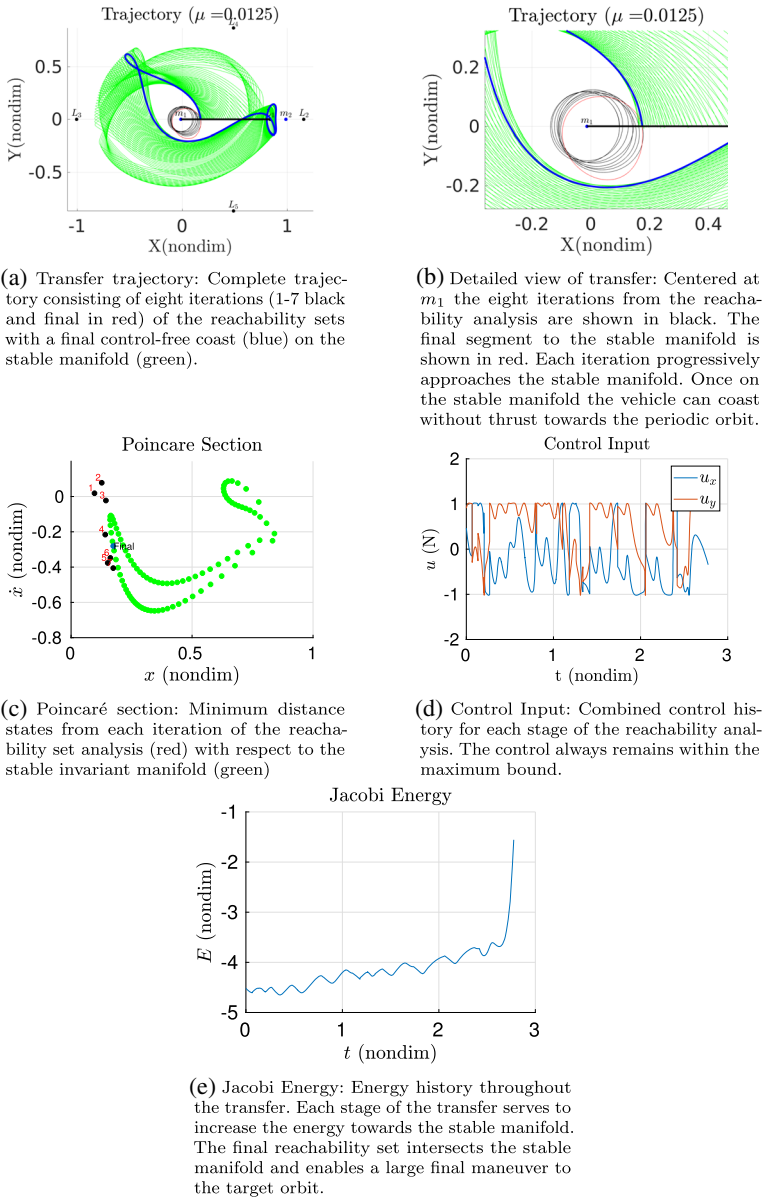 Trajectory (μ =0.0125)
L4
0.5
0
-0.5
Y(nondim)
L3
m1
m2
L2
L5
-1
0
1
X(nondim)
Trajectory (μ =0.0125)
0.2
0
-0.2
Y(nondim)
m1
-0.2
0
0.2
0.4
X(nondim)
(a) Transfer trajectory: Complete trajec-
tory consisting of eight iterations (1-7 black
and final in red) of the reachability sets
with a final control-free coast (blue) on the
stable manifold (green).
(b) Detailed view of transfer: Centered at
m1 the eight iterations from the reacha-
bility analysis are shown in black. The
final segment to the stable manifold is
shown in red. Each iteration progressively
approaches the stable manifold. Once on
the stable manifold the vehicle can coast
without thrust towards the periodic orbit.
Poincare Section
0
-0.2
-0.4
-0.6
-0.8
ẋ (nondim)
2
1
3
4
Final
6
5
0
0.5
1
x (nondim)
Control Input
2
1
0
-1
-2
u (N)
ux
uy
0
1
2
3
t (nondim)
(c) Poincaré section: Minimum distance
states from each iteration of the reacha-
bility set analysis (red) with respect to the
stable invariant manifold (green)
(d) Control Input: Combined control his-
tory for each stage of the reachability anal-
ysis. The control always remains within the
maximum bound.
Jacobi Energy
-1
-2
-3
-4
-5
E (nondim)
0
1
2
3
t (nondim)
(e) Jacobi Energy: Energy history throughout
the transfer. Each stage of the transfer serves to
increase the energy towards the stable manifold.
The final reachability set intersects the stable
manifold and enables a large final maneuver to
the target orbit.